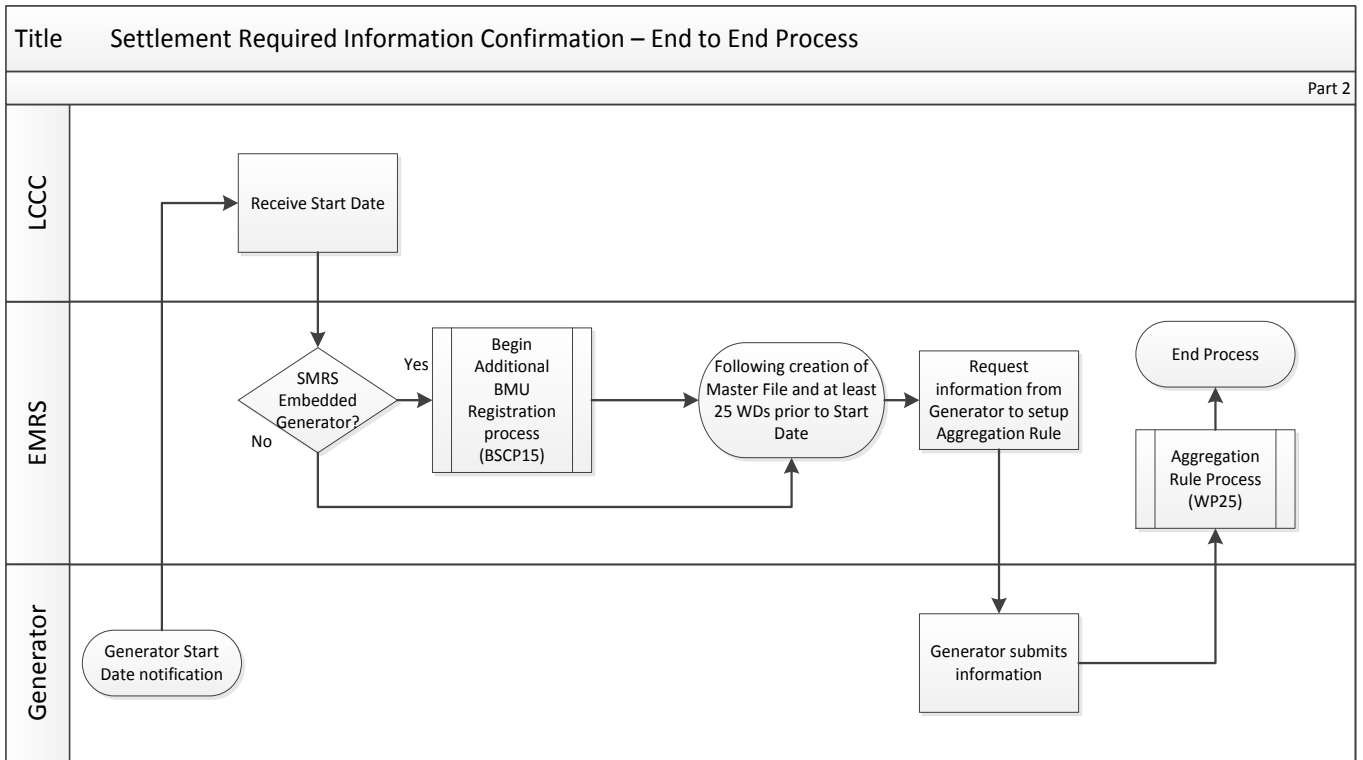 Title Settlement Required Information Confirmation – End to End Process
Part 2
LCCC
Receive Start Date
EMRS
SMRS
Embedded
Generator?
Yes
No
Begin
Additional
BMU
Registration
process
(BSCP15)
Following creation of
Master File and at least
25 WDs prior to Start
Date
Request
information from
Generator to setup
Aggregation Rule
End Process
Aggregation
Rule Process
(WP25)
Generator
Generator Start
Date notification
Generator submits
information